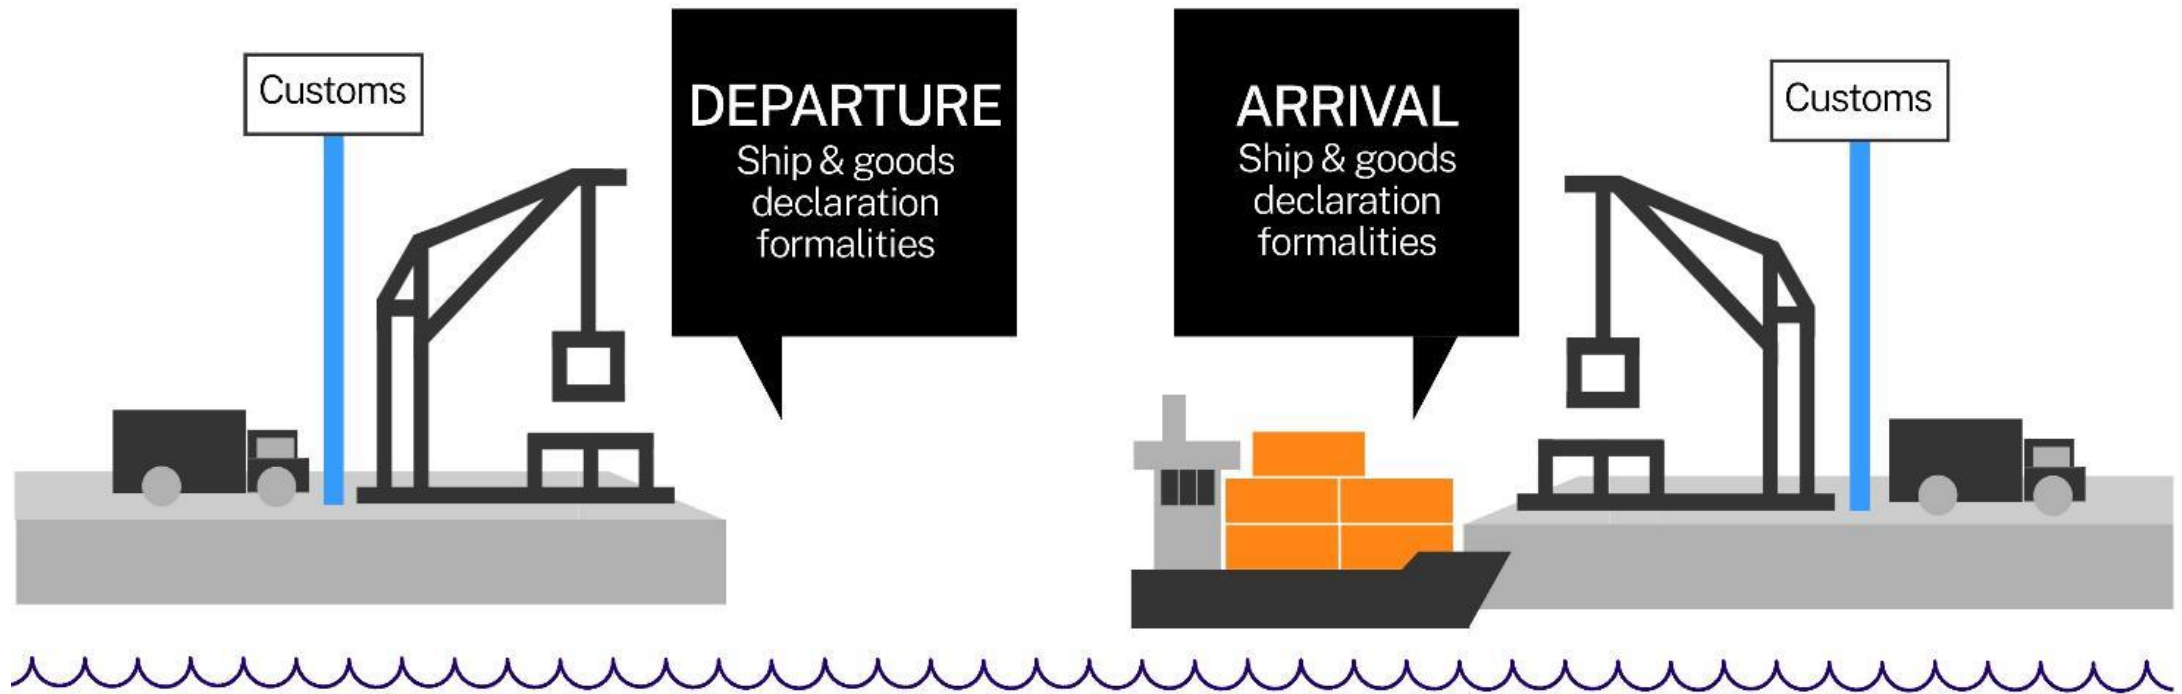 Customs
DEPARTURE
Ship & goods
declaration
formalities
ARRIVAL
Ship & goods
declaration
formalities
Customs